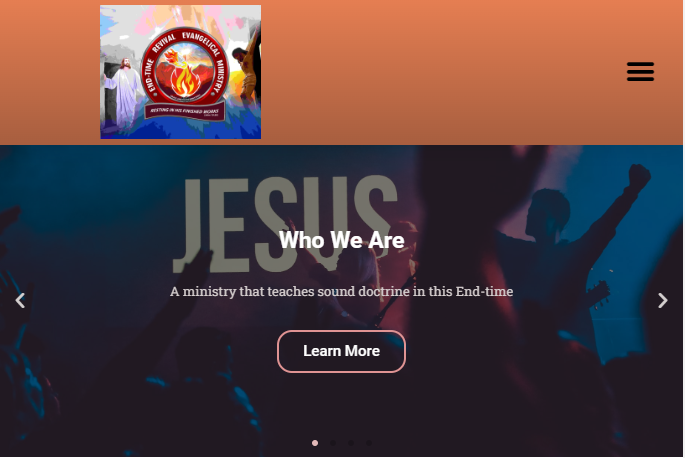 END-TIME REVIVAL EVANGELICAL MINISTRY
RESTING IN HIS FINISHED WORKS
JESUS
Who We Are
A ministry that teaches sound doctrine in this End-time
Learn More